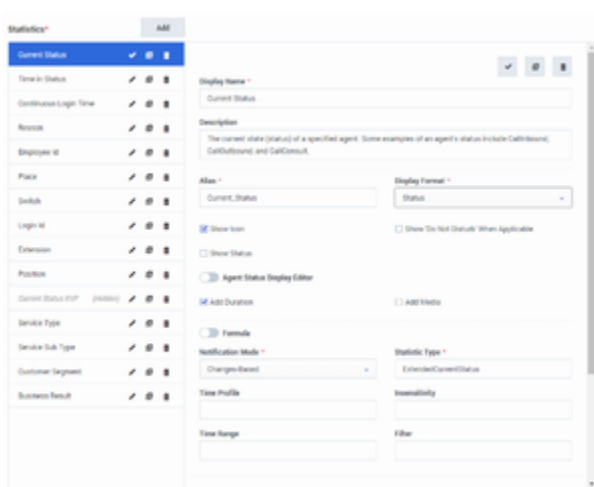 Statistics*
Add
Current Status
Time in Status
Continuous Login Time
Reason
Employee Id
Place
Switch
Login Id
Extension
Position
Current Status KVP (Hidden)
Service Type
Service Sub Type
Customer Segment
Business Result
Display Name *
Current Status
Description
The current state (status) of a specified agent. Some examples of an agent's status include CallInbound,
CallOutbound, and CallConsult.
Alias *
Display Format *
Current_Status
Status
Show Icon
Show 'Do Not Disturb' When Applicable
Show Status
Agent Status Display Editor
Add Duration
Add Media
Formula
Notification Mode *
Statistic Type *
Changes-Based
ExtendedCurrentStatus
Time Profile
Insensitivity
Time Range
Filter